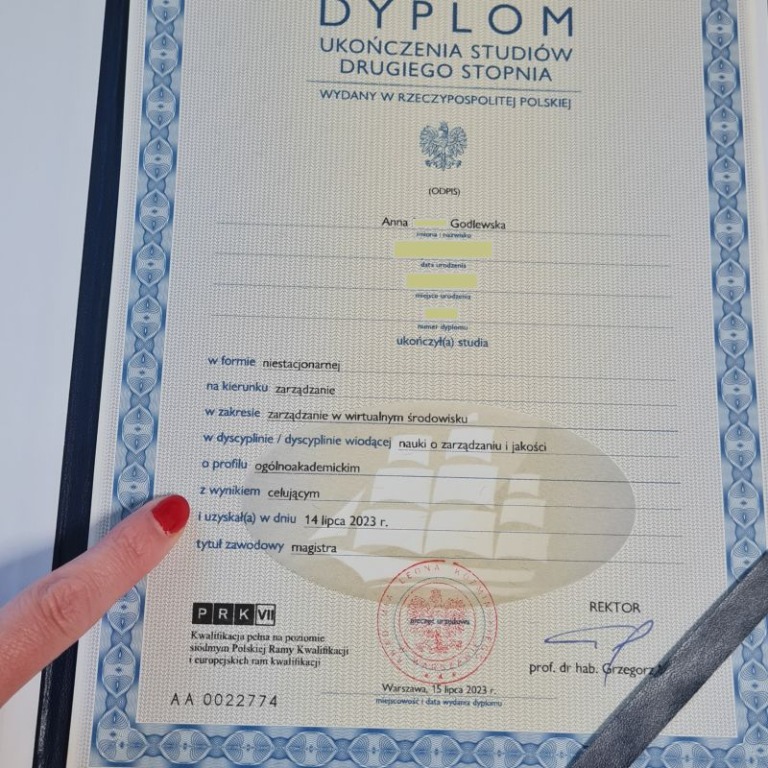 DYPLOM
UKOŃCZENIA STUDIÓW
DRUGIEGO STOPNIA
WYDANY W RZECZYPOSPOLITEJ POLSKIEJ
(ODPIS)
Anna Godlewska
imiona i nazwisko
data urodzenia
miejsce urodzenia
numer dyplomu
ukończył(a) studia
w formie niestacjonarnej
na kierunku zarządzanie
w zakresie zarządzanie w wirtualnym środowisku
w dyscyplinie / dyscyplinie wiodącej nauki o zarządzaniu i jakości
o profilu ogólnoakademickim
z wynikiem celującym
i uzyskał(a) w dniu 14 lipca 2023 r.
tytuł zawodowy magistra
PRK VII
Kwalifikacja pełna na poziomie
siódmym Polskiej Ramy Kwalifikacji
i europejskich ram kwalifikacji
AA 0022774
pieczęć urzędowa
Warszawa, 15 lipca 2023 r.
miejscowość i data wydania dyplomu
REKTOR
prof. dr hab. Grzegorz